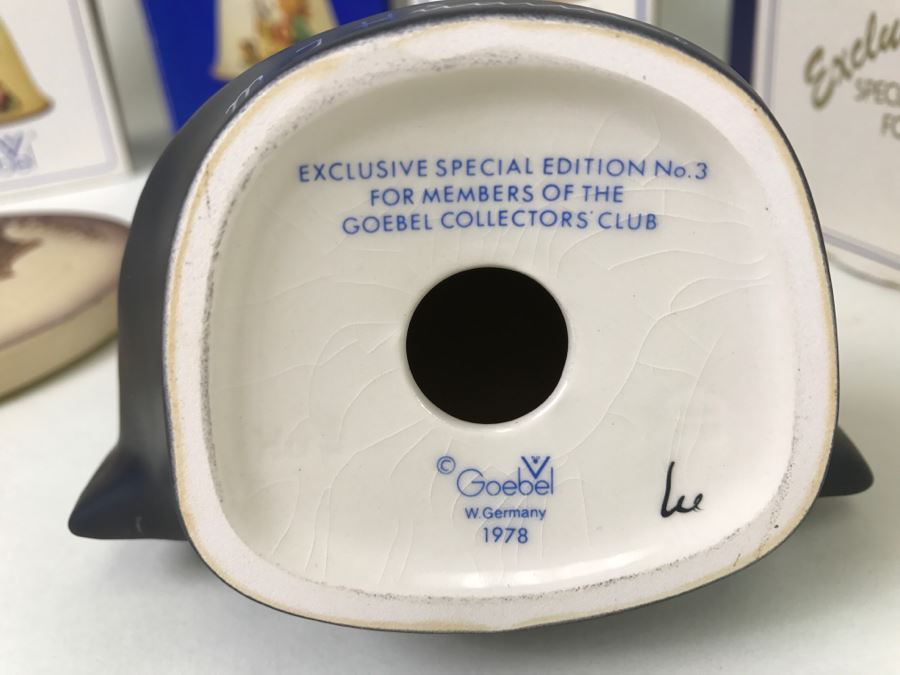 EXCLUSIVE SPECIAL EDITION No.3
FOR MEMBERS OF THE
GOEBEL COLLECTORS' CLUB
© Goebel
W. Germany
1978